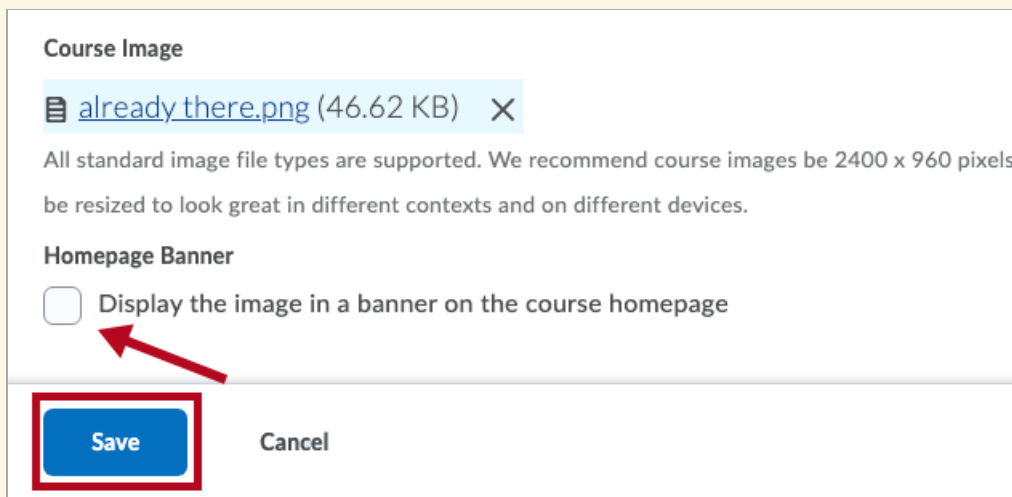 Course Image
already there.png (46.62 KB)
All standard image file types are supported. We recommend course images be 2400 x 960 pixels
be resized to look great in different contexts and on different devices.
Homepage Banner
Display the image in a banner on the course homepage
Save Cancel